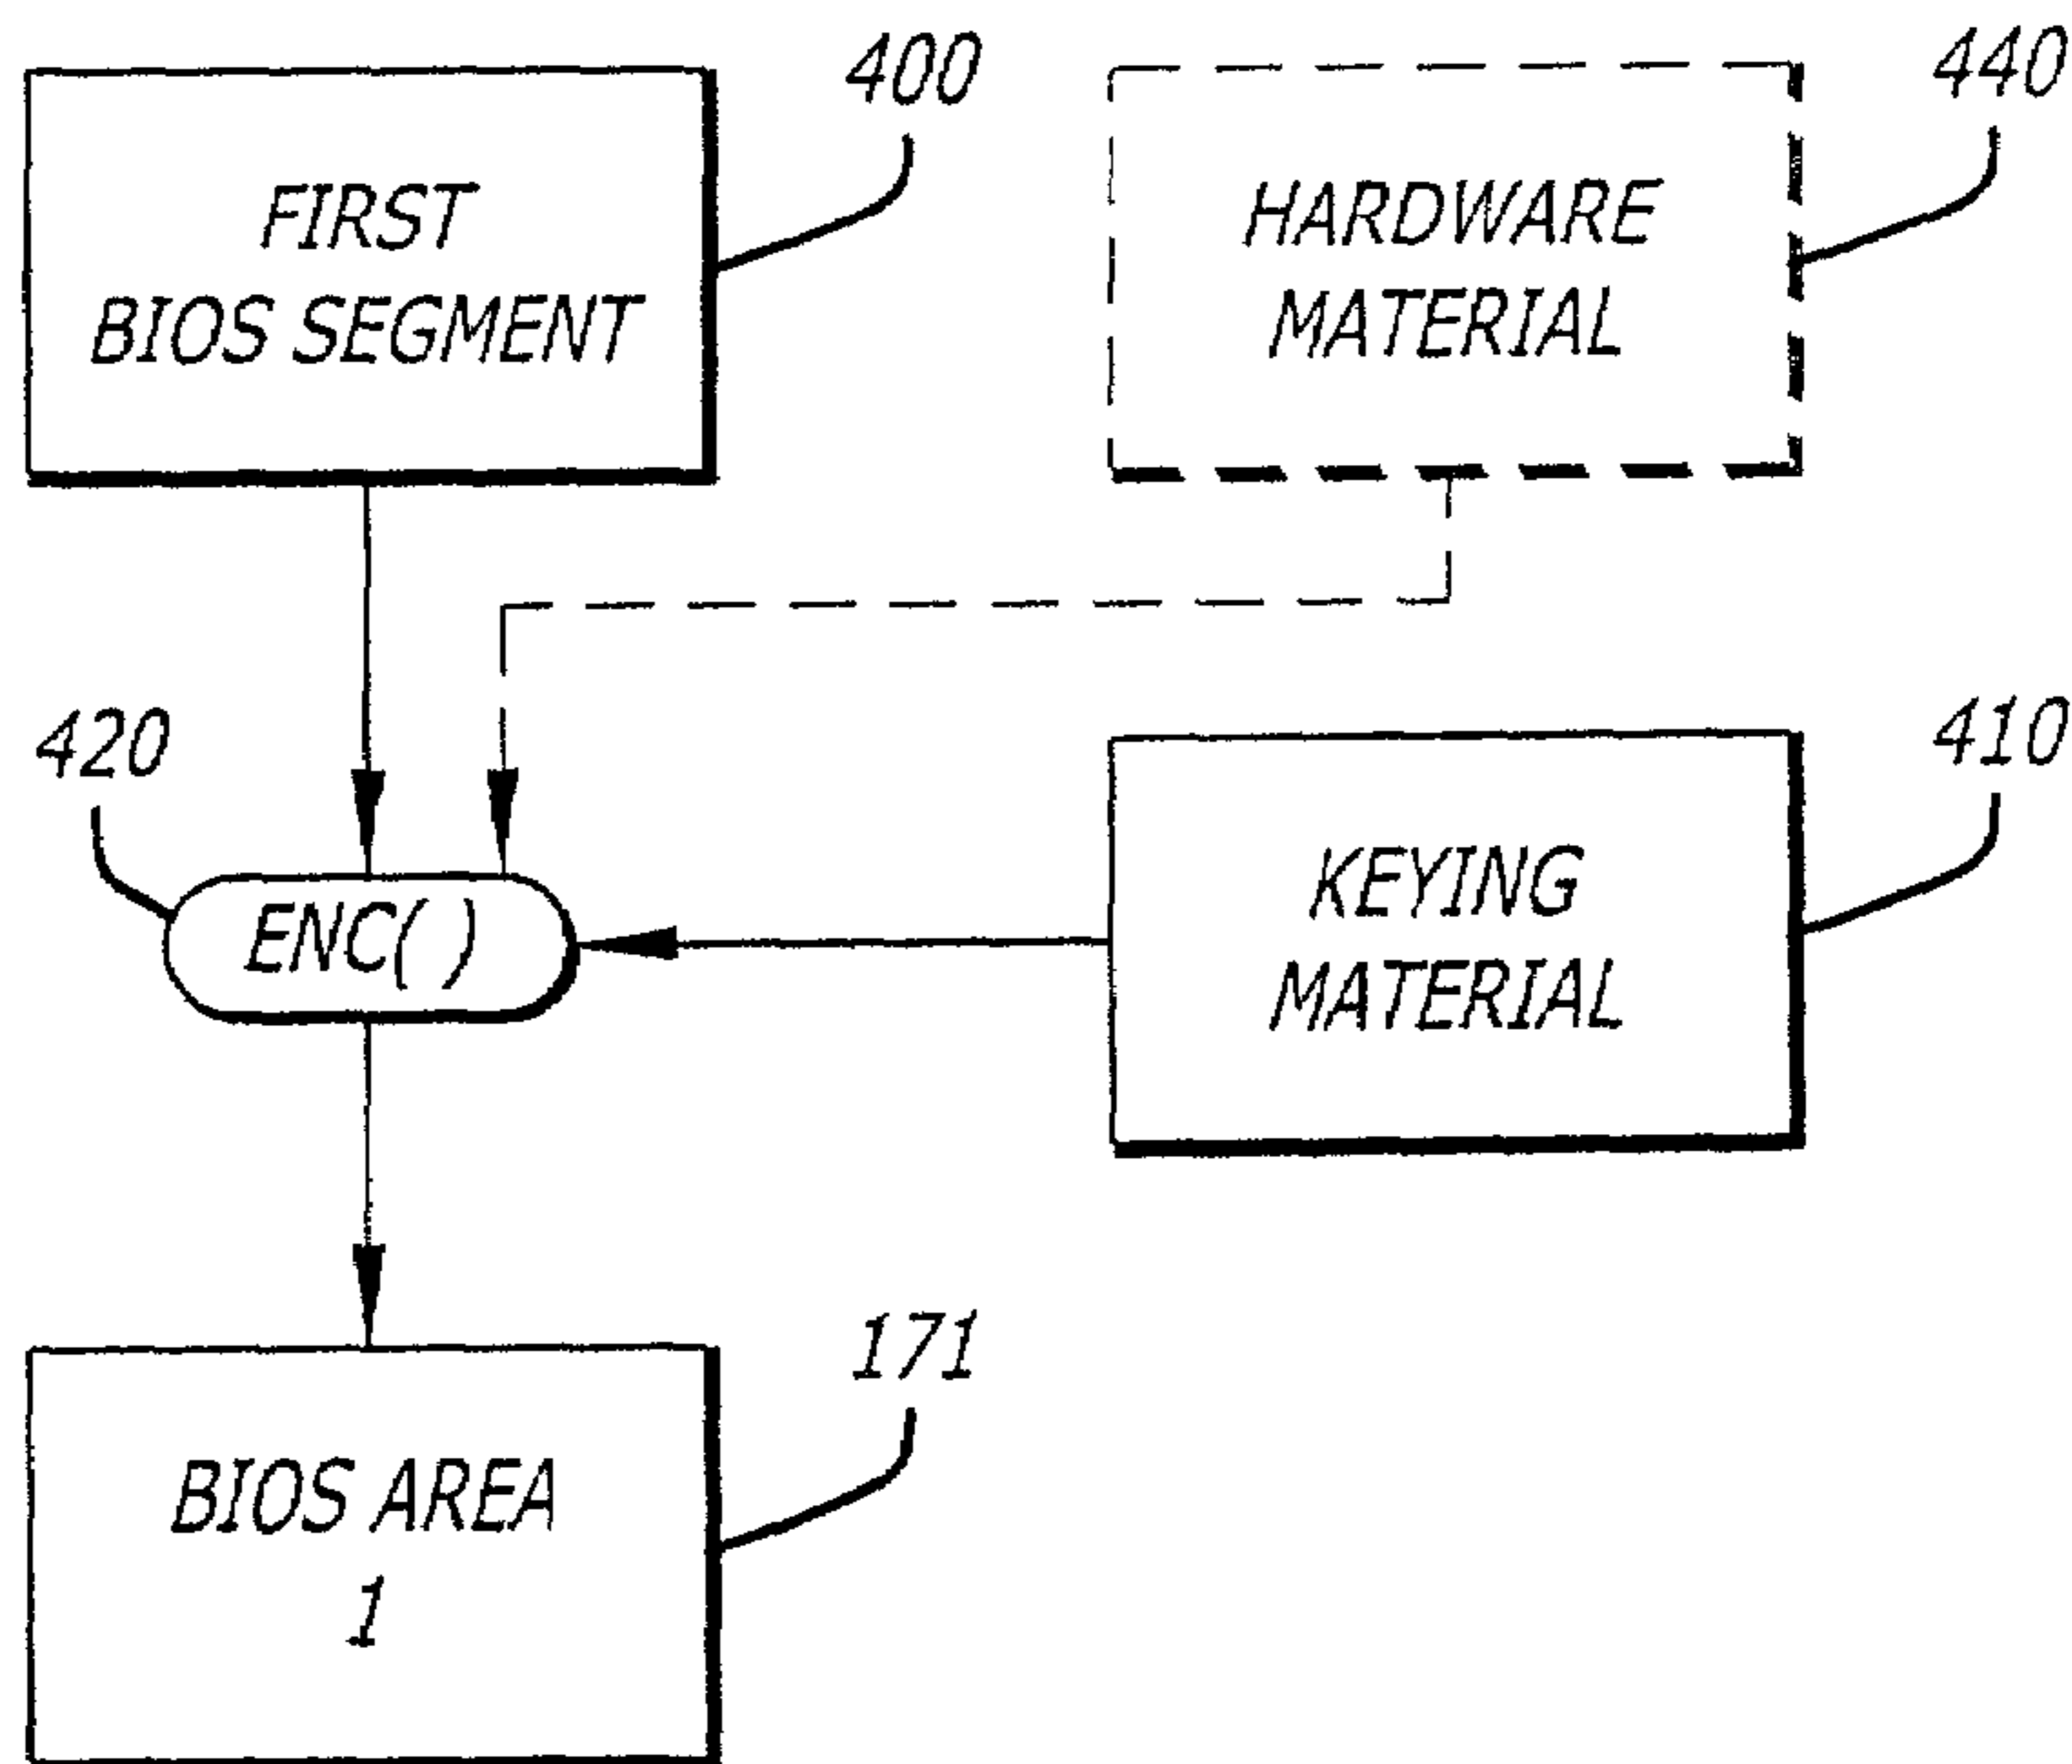 400
440
FIRST
BIOS SEGMENT
HARDWARE
MATERIAL
420
410
ENC( )
KEYING
MATERIAL
171
BIOS AREA
1